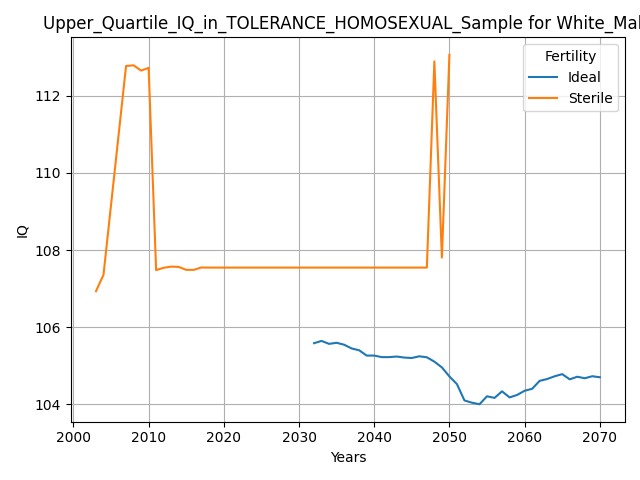 Upper_Quartile_IQ_in_TOLERANCE_HOMOSEXUAL_Sample for White_Mal
Fertility
Ideal
Sterile
IQ
112
110
108
106
104
2000 2010 2020 2030 2040 2050 2060 2070
Years